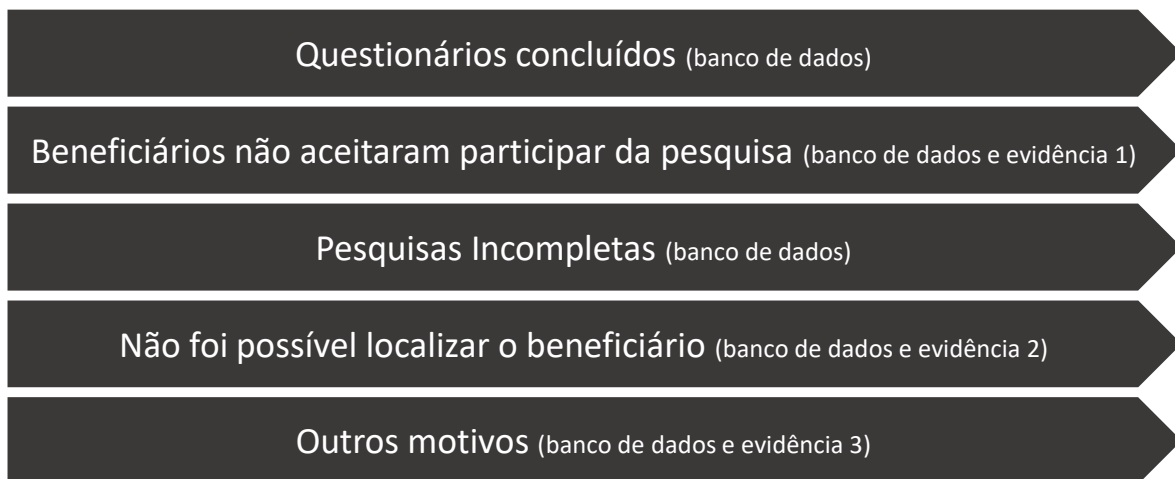 Questionários concluídos (banco de dados)
Beneficiários não aceitaram participar da pesquisa (banco de dados e evidência 1)
Pesquisas Incompletas (banco de dados)
Não foi possível localizar o beneficiário (banco de dados e evidência 2)
Outros motivos (banco de dados e evidência 3)